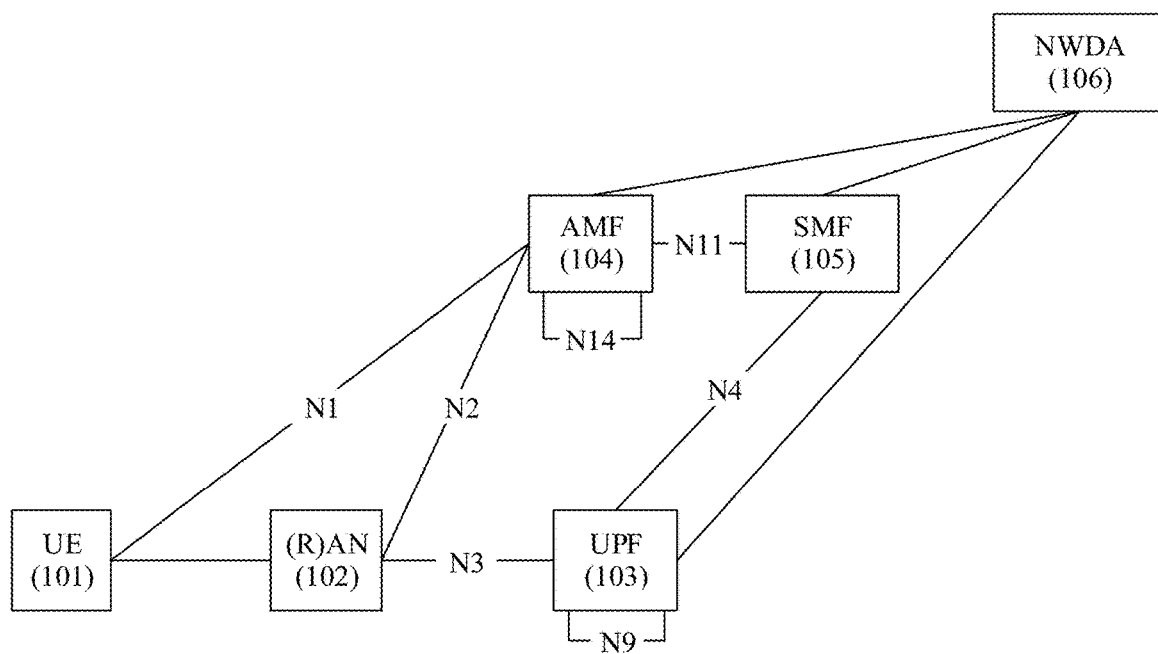 NWDA
(106)
AMF
(104)
N11
SMF
(105)
N14
N1
N2
N4
UE
(101)
(R)AN
(102)
N3
UPF
(103)
N9